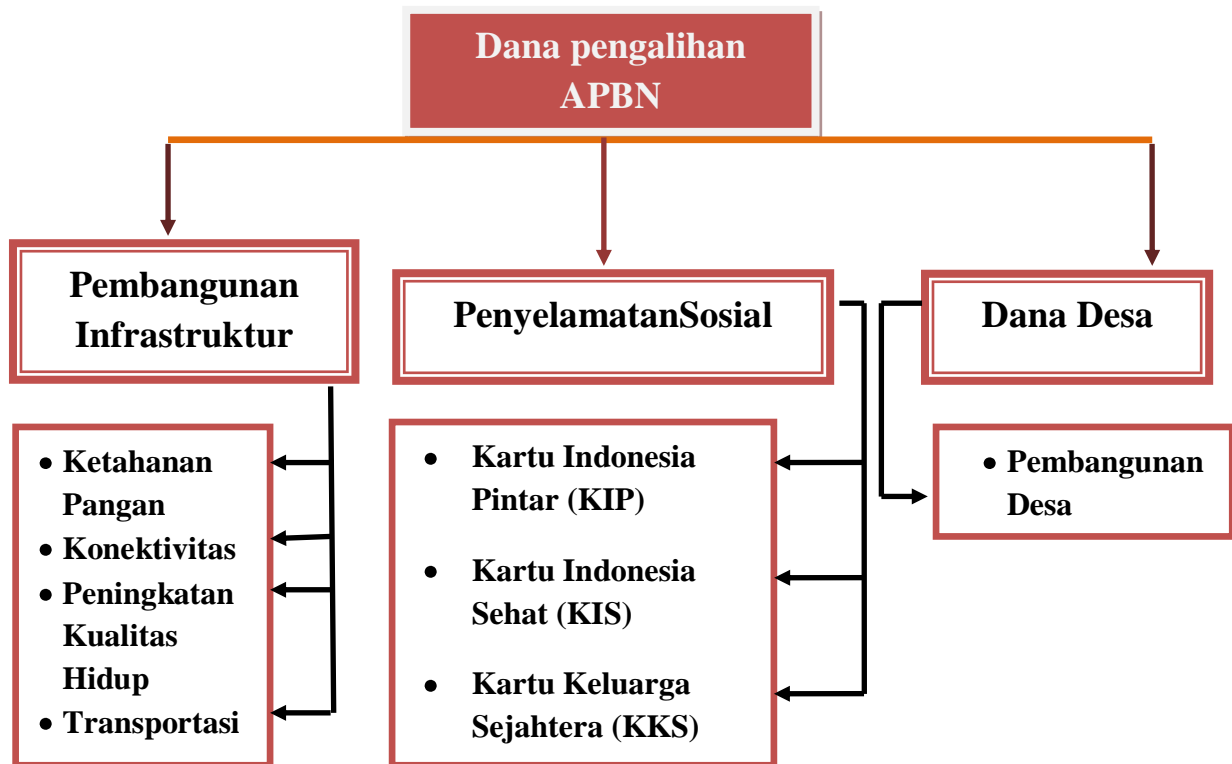 Dana pengalihan
APBN
Pembangunan
Infrastruktur
PenyelamatanSosial
Dana Desa
• Ketahanan
Pangan
• Konektivitas
• Peningkatan
Kualitas
Hidup
• Transportasi
• Kartu Indonesia
Pintar (KIP)
• Kartu Indonesia
Sehat (KIS)
• Kartu Keluarga
Sejahtera (KKS)
• Pembangunan
Desa